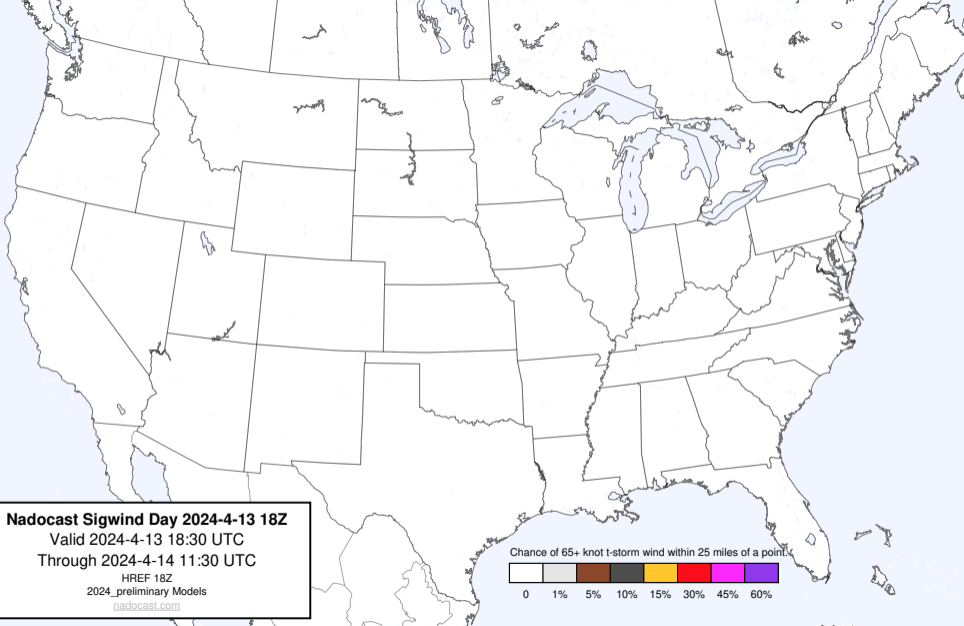 Nadocast Sigwind Day 2024-4-13 18Z
Valid 2024-4-13 18:30 UTC
Through 2024-4-14 11:30 UTC
HREF 18Z
2024_preliminary Models
nadocast.com
Chance of 65+ knot t-storm wind within 25 miles of a point.
0 1% 5% 10% 15% 30% 45% 60%